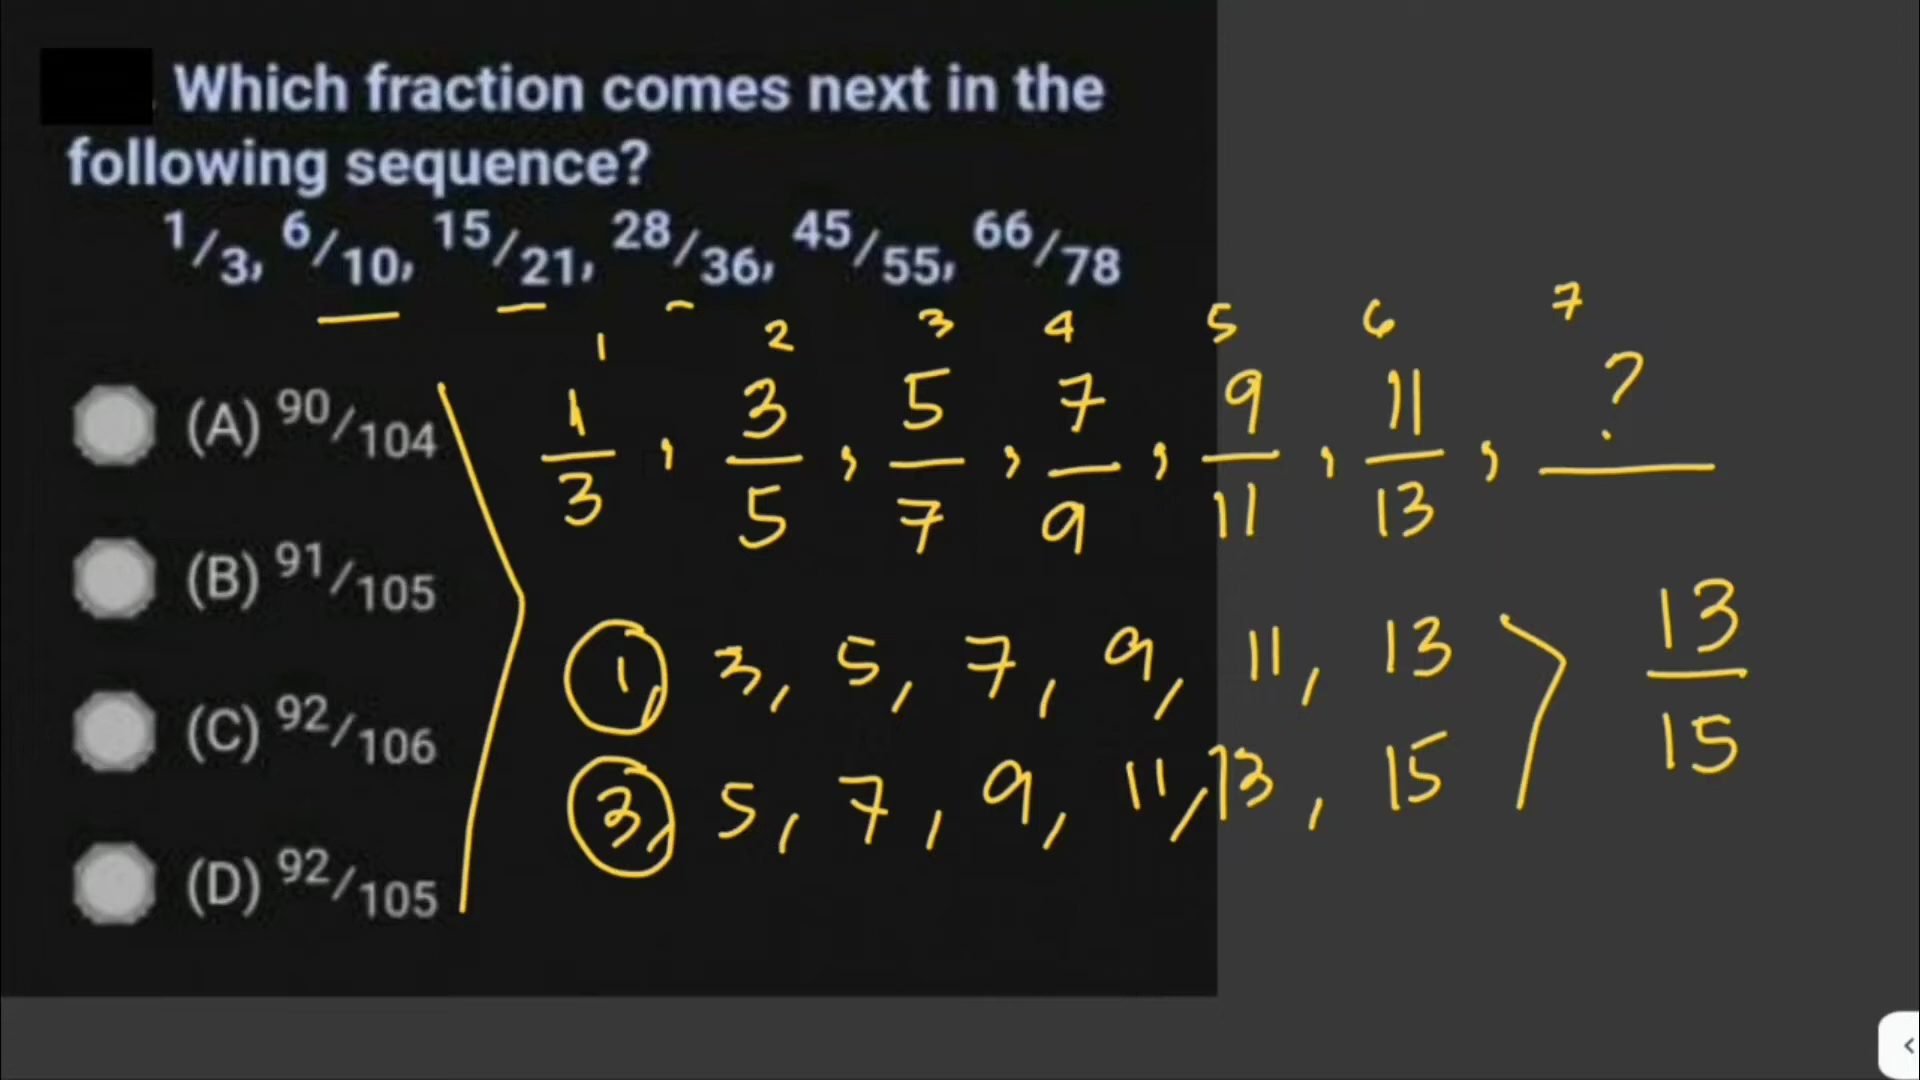 Which fraction comes next in the
following sequence?
1/3, 6/10, 15/21, 28/36, 45/55, 66/78
1 2 3 4 5 6 7
1/3, 3/5, 5/7, 7/9, 9/11, 11/13, ?
(A) 90/104
(B) 91/105
(C) 92/106
(D) 92/105
1, 3, 5, 7, 9, 11, 13
3, 5, 7, 9, 11, 13, 15
13/15